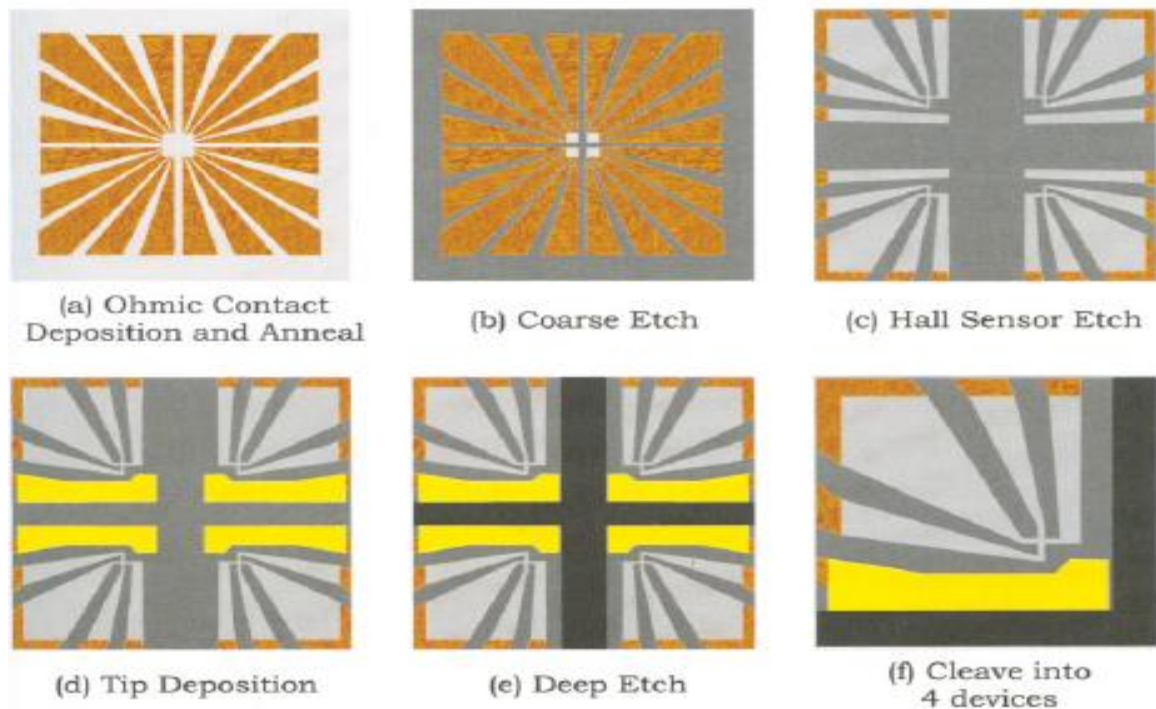 (a) Ohmic Contact
Deposition and Anneal
(b) Coarse Etch
(c) Hall Sensor Etch
(d) Tip Deposition
(e) Deep Etch
(f) Cleave into
4 devices